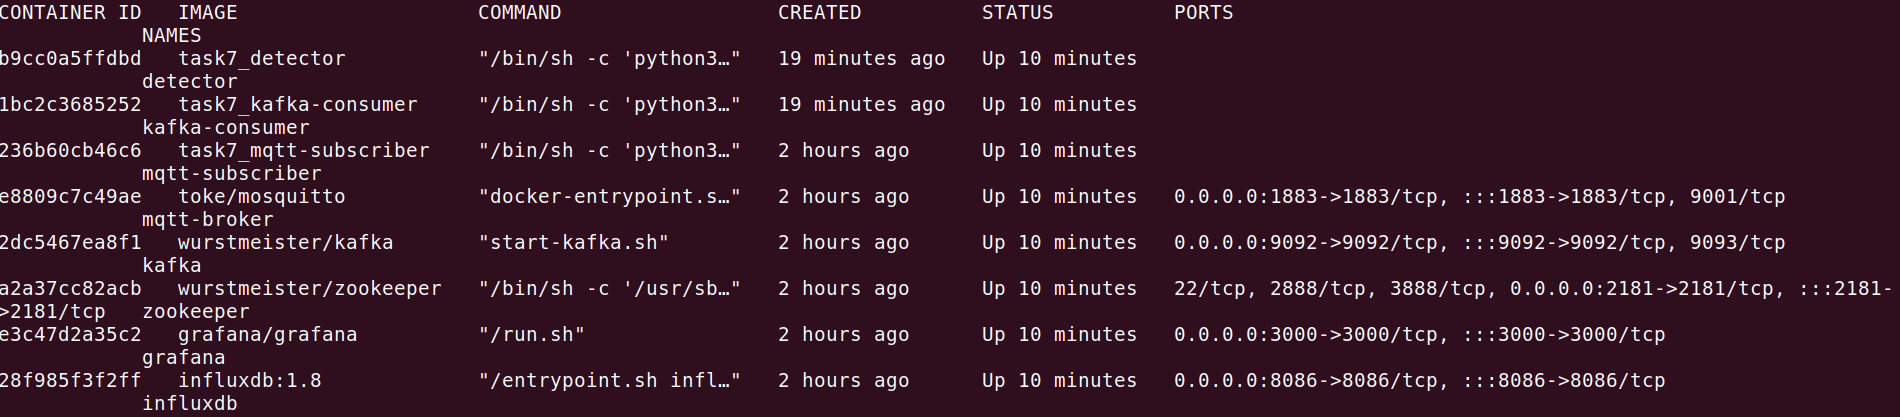 CONTAINER ID   IMAGE                    COMMAND                  CREATED          STATUS          PORTS
            NAMES
b9cc0a5ffdbd   task7_detector           "/bin/sh -c 'python3…"   19 minutes ago   Up 10 minutes
            detector
1bc2c3685252   task7_kafka-consumer     "/bin/sh -c 'python3…"   19 minutes ago   Up 10 minutes
            kafka-consumer
236b60cb46c6   task7_mqtt-subscriber    "/bin/sh -c 'python3…"   2 hours ago      Up 10 minutes
            mqtt-subscriber
e8809c7c49ae   toke/mosquitto           "docker-entrypoint.s…"   2 hours ago      Up 10 minutes   0.0.0.0:1883->1883/tcp, :::1883->1883/tcp, 9001/tcp
            mqtt-broker
2dc5467ea8f1   wurstmeister/kafka       "start-kafka.sh"         2 hours ago      Up 10 minutes   0.0.0.0:9092->9092/tcp, :::9092->9092/tcp, 9093/tcp
            kafka
a2a37cc82acb   wurstmeister/zookeeper   "/bin/sh -c '/usr/sb…"   2 hours ago      Up 10 minutes   22/tcp, 2888/tcp, 3888/tcp, 0.0.0.0:2181->2181/tcp, :::2181-
>2181/tcp   zookeeper
e3c47d2a35c2   grafana/grafana          "/run.sh"                2 hours ago      Up 10 minutes   0.0.0.0:3000->3000/tcp, :::3000->3000/tcp
            grafana
28f985f3f2ff   influxdb:1.8             "/entrypoint.sh infl…"   2 hours ago      Up 10 minutes   0.0.0.0:8086->8086/tcp, :::8086->8086/tcp
            influxdb